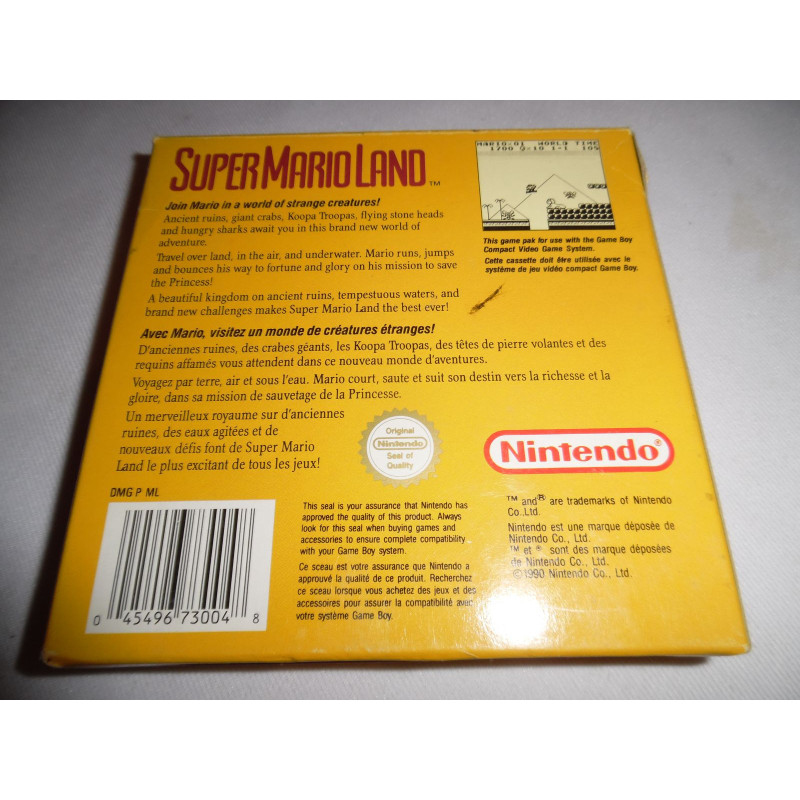 SUPER MARIO LAND™
Join Mario in a world of strange creatures!
Ancient ruins, giant crabs, Koopa Troopas, flying stone heads
and hungry sharks await you in this brand new world of
adventure.
Travel over land, in the air, and underwater. Mario runs, jumps
and bounces his way to fortune and glory on his mission to save
the Princess!
A beautiful kingdom on ancient ruins, tempestuous waters, and
brand new challenges makes Super Mario Land the best ever!
MARIO×01 WORLD TIME
1-1
This game pak for use with the Game Boy
Compact Video Game System.
Cette cassette doit être utilisée avec le
système de jeu vidéo compact Game Boy.
Avec Mario, visitez un monde de créatures étranges!
D'anciennes ruines, des crabes géants, les Koopa Troopas, des têtes de pierre volantes et des
requins affamés vous attendent dans ce nouveau monde d'aventures.
Voyagez par terre, air et sous l'eau. Mario court, saute et suit son destin vers la richesse et la
gloire, dans sa mission de sauvetage de la Princesse.
Un merveilleux royaume sur d'anciennes
ruines, des eaux agitées et de
nouveaux défis font de Super Mario
Land le plus excitant de tous les jeux!
Original
Nintendo
Seal of
Quality
Nintendo®
DMG P ML
0 45496 73004 8
This seal is your assurance that Nintendo has
approved the quality of this product. Always
look for this seal when buying games and
accessories to ensure complete compatibility
with your Game Boy system.
Ce sceau est votre assurance que Nintendo a
approuvé la qualité de ce produit. Recherchez
ce sceau lorsque vous achetez des jeux et des
accessoires pour assurer la compatibilité avec
votre système Game Boy.
™ and ® are trademarks of Nintendo
Co.,Ltd.
Nintendo est une marque déposée de
Nintendo Co., Ltd.
™ et ® sont des marques déposées
de Nintendo Co., Ltd.
©1990 Nintendo Co., Ltd.